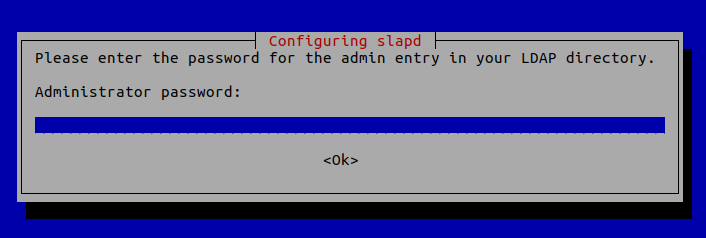 Configuring slapd
Please enter the password for the admin entry in your LDAP directory.
Administrator password:
<Ok>